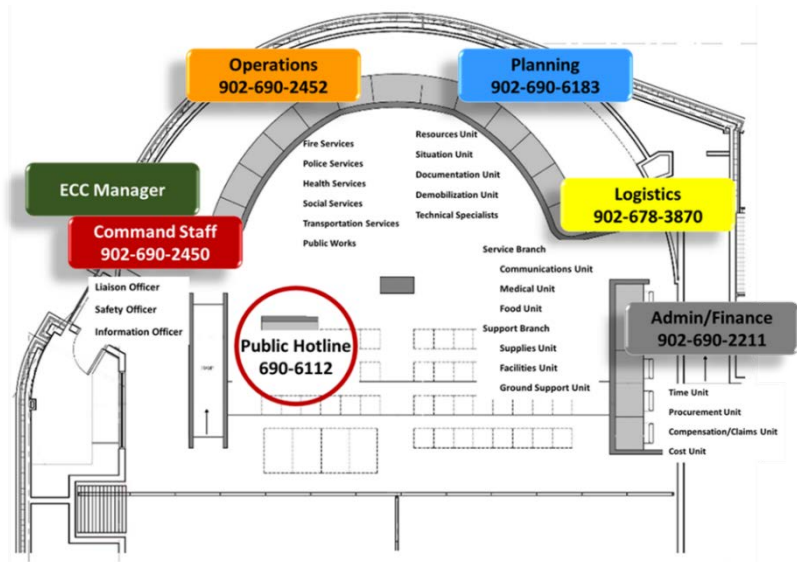 Operations
902-690-2452
Planning
902-690-6183
Fire Services
Police Services
Health Services
Social Services
Transportation Services
Public Works
Resources Unit
Situation Unit
Documentation Unit
Demobilization Unit
Technical Specialists
ECC Manager
Command Staff
902-690-2450
Liaison Officer
Safety Officer
Information Officer
Logistics
902-678-3870
Service Branch
Communications Unit
Medical Unit
Food Unit
Support Branch
Supplies Unit
Facilities Unit
Ground Support Unit
Public Hotline
690-6112
Admin/Finance
902-690-2211
Time Unit
Procurement Unit
Compensation/Claims Unit
Cost Unit